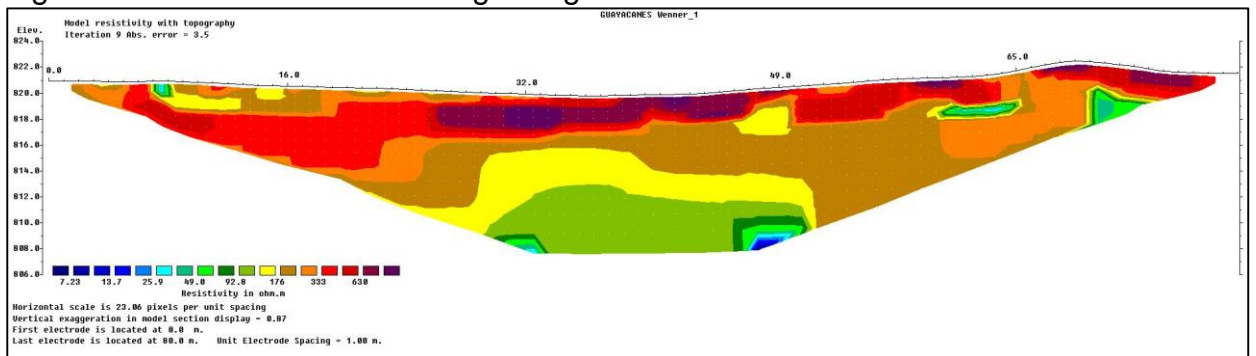 GUAYACANES Wenner_1
Model resistivity with topography
Elev. Iteration 9 Abs. error = 3.5
824.0
822.0
820.0
818.0
816.0
814.0
812.0
810.0
808.0
806.0
0.0 16.0 32.0 49.0 65.0
7.23 13.7 25.9 49.0 92.8 176 333 630
Resistivity in ohm.m
Horizontal scale is 23.06 pixels per unit spacing
Vertical exaggeration in model section display = 0.87
First electrode is located at 0.0 m.
Last electrode is located at 80.0 m. Unit Electrode Spacing = 1.00 m.